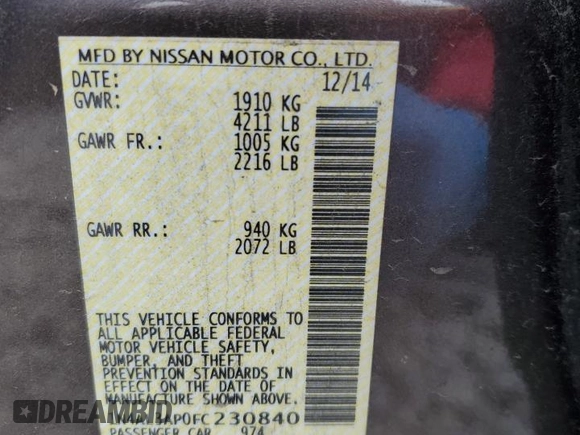 MFD BY NISSAN MOTOR CO., LTD.
DATE: 12/14
GVWR: 1910 KG
4211 LB
GAWR FR.: 1005 KG
2216 LB
GAWR RR.: 940 KG
2072 LB
THIS VEHICLE CONFORMS TO
ALL APPLICABLE FEDERAL
MOTOR VEHICLE SAFETY,
BUMPER, AND THEFT
PREVENTION STANDARDS IN
EFFECT ON THE DATE OF
MANUFACTURE SHOWN ABOVE.
230840
PASSENGER CAR 974
DREAMBID